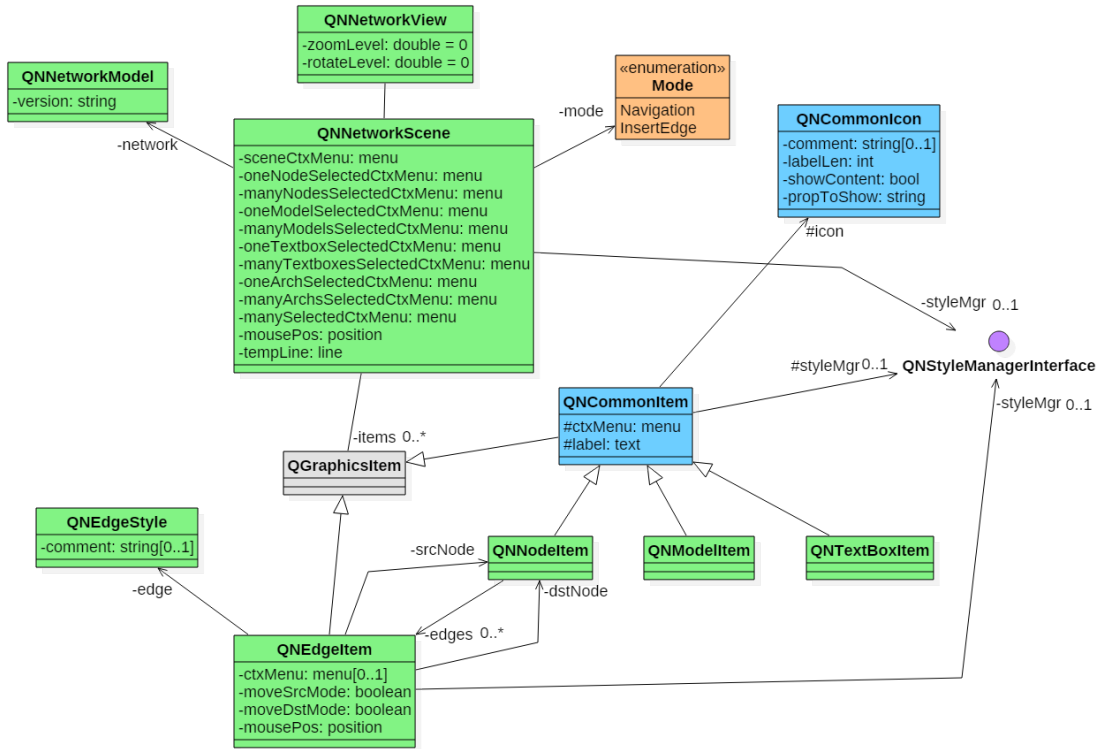 QNNetworkView
-zoomLevel: double = 0
-rotateLevel: double = 0
QNNetworkModel
-version: string
«enumeration»
Mode
Navigation
InsertEdge
-mode
-network
QNNetworkScene
-sceneCtxMenu: menu
-oneNodeSelectedCtxMenu: menu
-manyNodesSelectedCtxMenu: menu
-oneModelSelectedCtxMenu: menu
-manyModelsSelectedCtxMenu: menu
-oneTextboxSelectedCtxMenu: menu
-manyTextboxesSelectedCtxMenu: menu
-oneArchSelectedCtxMenu: menu
-manyArchsSelectedCtxMenu: menu
-manySelectedCtxMenu: menu
-mousePos: position
-tempLine: line
QNCommonIcon
-comment: string[0..1]
-labelLen: int
-showContent: bool
-propToShow: string
#icon
-styleMgr 0..1
QNStyleManagerInterface
#styleMgr 0..1
-styleMgr 0..1
QNCommonItem
#ctxMenu: menu
#label: text
-items 0..*
QGraphicsItem
QNEdgeStyle
-comment: string[0..1]
-edge
-srcNode
QNNodeItem
QNModelItem
QNTextBoxItem
-dstNode
-edges 0..*
QNEdgeItem
-ctxMenu: menu[0..1]
-moveSrcMode: boolean
-moveDstMode: boolean
-mousePos: position